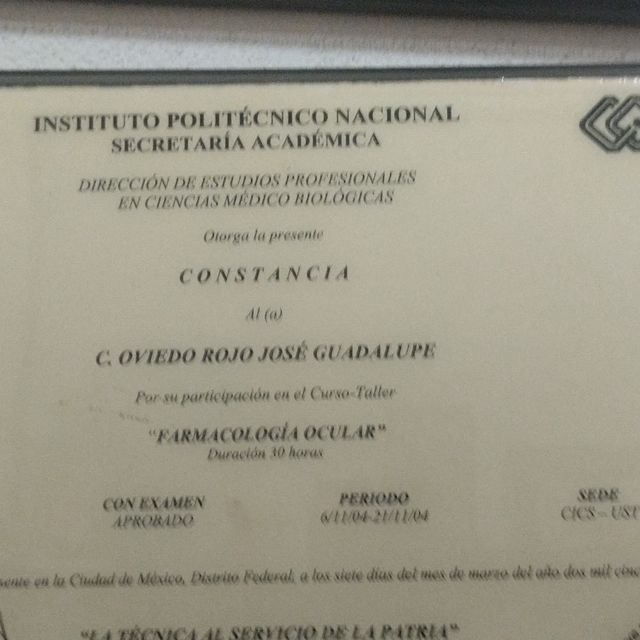 INSTITUTO POLITÉCNICO NACIONAL
SECRETARÍA ACADÉMICA
DIRECCIÓN DE ESTUDIOS PROFESIONALES
EN CIENCIAS MÉDICO BIOLÓGICAS
Otorga la presente
CONSTANCIA
Al (a)
C. OVIEDO ROJO JOSÉ GUADALUPE
Por su participación en el Curso-Taller
"FARMACOLOGÍA OCULAR"
Duración 30 horas
CON EXAMEN PERIODO SEDE
APROBADO 6/11/04-21/11/04 CICS –
en la Ciudad de México, Distrito Federal, a los siete días del mes de marzo del año dos mil
"LA TÉCNICA AL SERVICIO DE LA PATRIA"